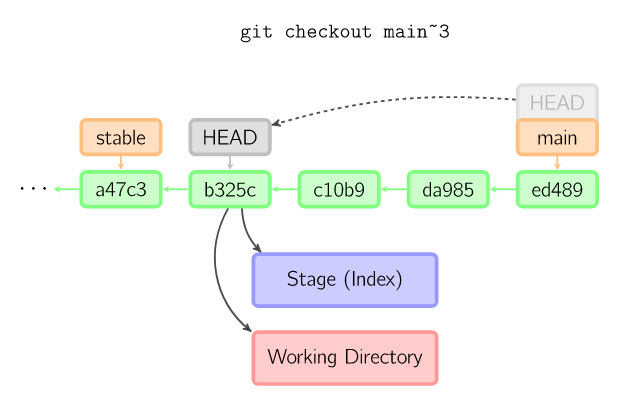 git checkout main~3
HEAD
stable
HEAD
main
... a47c3 b325c c10b9 da985 ed489
Stage (Index)
Working Directory